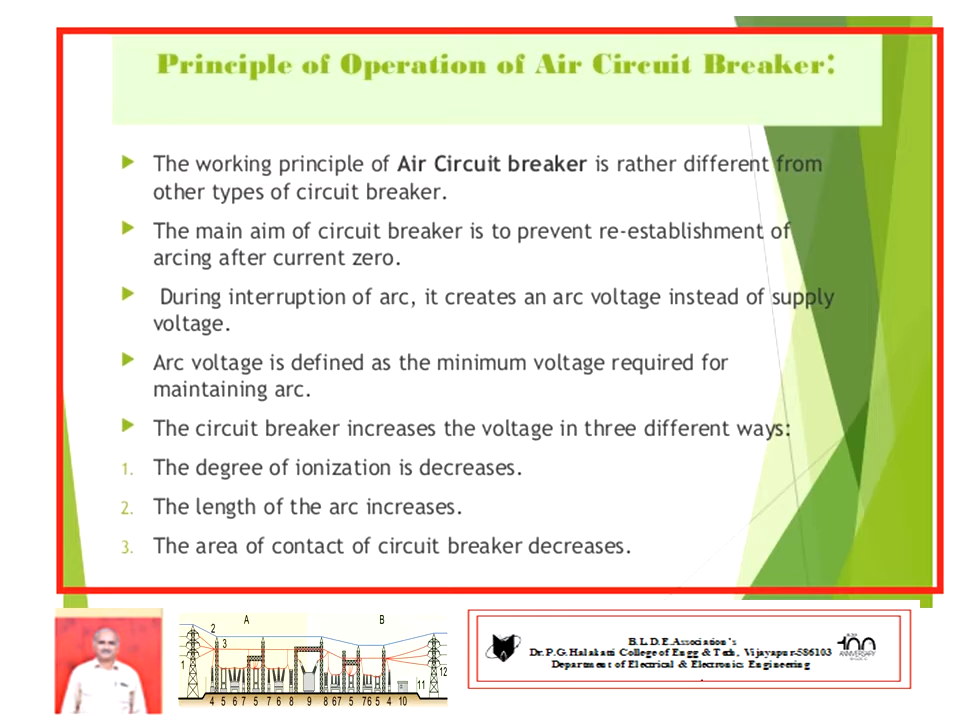 Principle of Operation of Air Circuit Breaker:
The working principle of Air Circuit breaker is rather different from
other types of circuit breaker.
The main aim of circuit breaker is to prevent re-establishment of
arcing after current zero.
During interruption of arc, it creates an arc voltage instead of supply
voltage.
Arc voltage is defined as the minimum voltage required for
maintaining arc.
The circuit breaker increases the voltage in three different ways:
1. The degree of ionization is decreases.
2. The length of the arc increases.
3. The area of contact of circuit breaker decreases.
A B
2
3
1
12
11
4 5 6 7 5 7 6 8 9 8 6 7 5 7 6 5 4 10
B.L.D.E.Association's
Dr.P.G.Halakatti College of Engg & Tech, Vijayapur-586103
Department of Electrical & Electronics Engineering
100
ANNIVERSARY